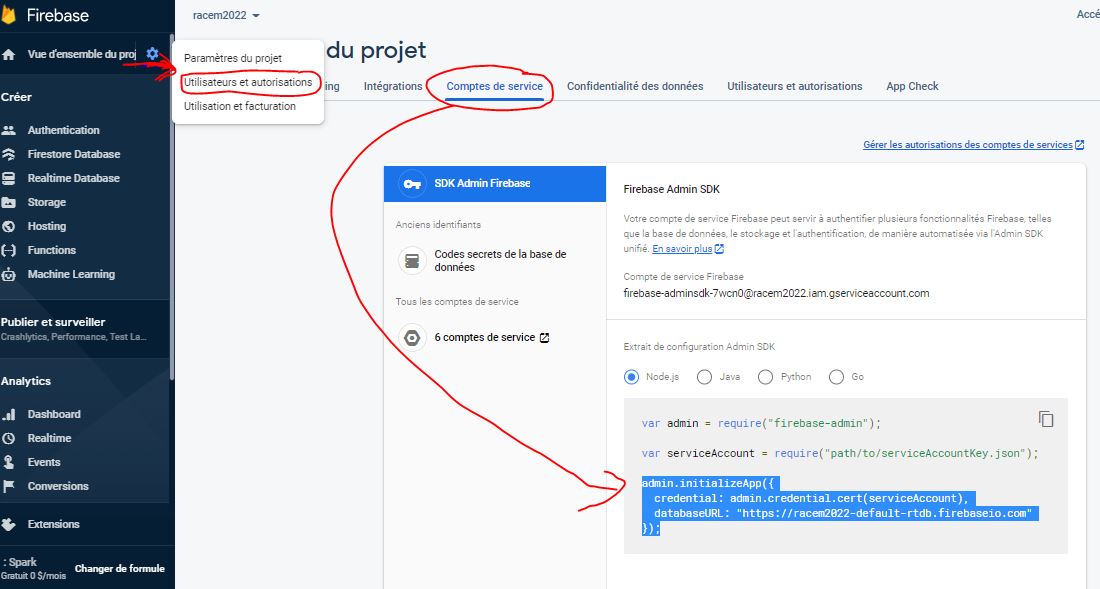 Firebase
racem2022
Accé
Vue d'ensemble du proj
Paramètres du projet
Utilisateurs et autorisations
Utilisation et facturation
du projet
ing
Intégrations
Comptes de service
Confidentialité des données
Utilisateurs et autorisations
App Check
Créer
Authentication
Firestore Database
Realtime Database
Storage
Hosting
Functions
Machine Learning
Publier et surveiller
Crashlytics, Performance, Test La...
Analytics
Dashboard
Realtime
Events
Conversions
Extensions
: Spark
Gratuit 0 $/mois
Changer de formule
Gérer les autorisations des comptes de services
SDK Admin Firebase
Anciens identifiants
Codes secrets de la base de
données
Tous les comptes de service
6 comptes de service
Firebase Admin SDK
Votre compte de service Firebase peut servir à authentifier plusieurs fonctionnalités Firebase, telles
que la base de données, le stockage et l'authentification, de manière automatisée via l'Admin SDK
unifié. En savoir plus
Compte de service Firebase
firebase-adminsdk-7wcn0@racem2022.iam.gserviceaccount.com
Extrait de configuration Admin SDK
Node.js
Java
Python
Go
var admin = require("firebase-admin");
var serviceAccount = require("path/to/serviceAccountKey.json");
admin.initializeApp({
credential: admin.credential.cert(serviceAccount),
databaseURL: "https://racem2022-default-rtdb.firebaseio.com"
});